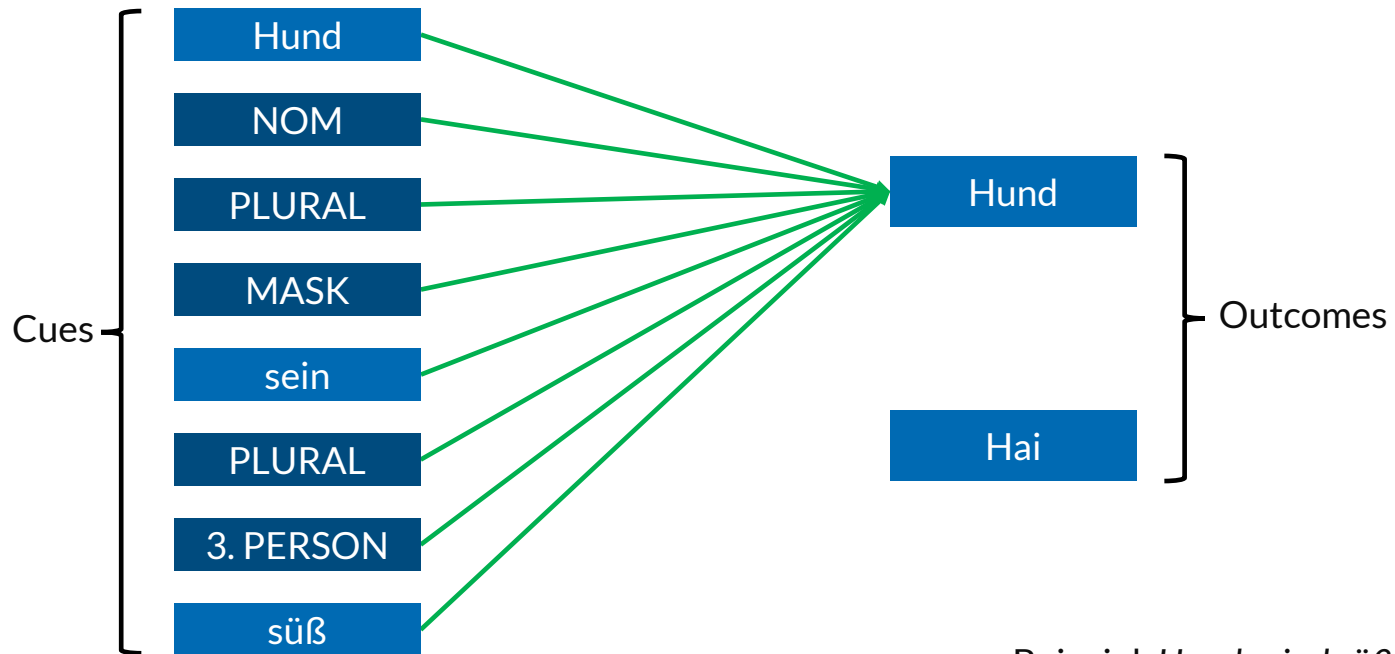 Hund
NOM
PLURAL
MASK
sein
PLURAL
3. PERSON
süß
Cues
Hund
Hai
Outcomes